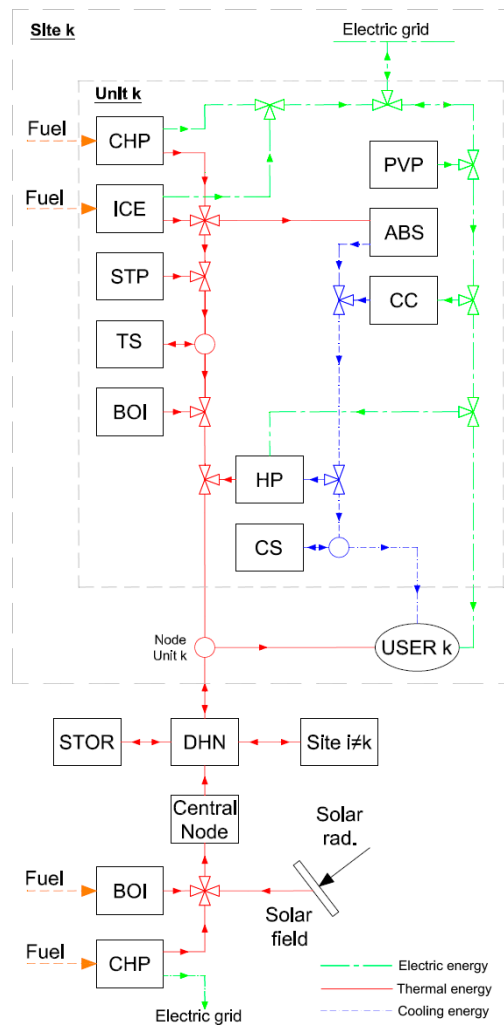 Site k
Electric grid
Unit k
Fuel
CHP
PVP
Fuel
ICE
ABS
STP
CC
TS
BOI
HP
CS
Node
Unit k
USER k
STOR
DHN
Site i≠k
Central
Node
Solar
rad.
Fuel
BOI
Solar
field
Fuel
CHP
Electric grid
Electric energy
Thermal energy
Cooling energy